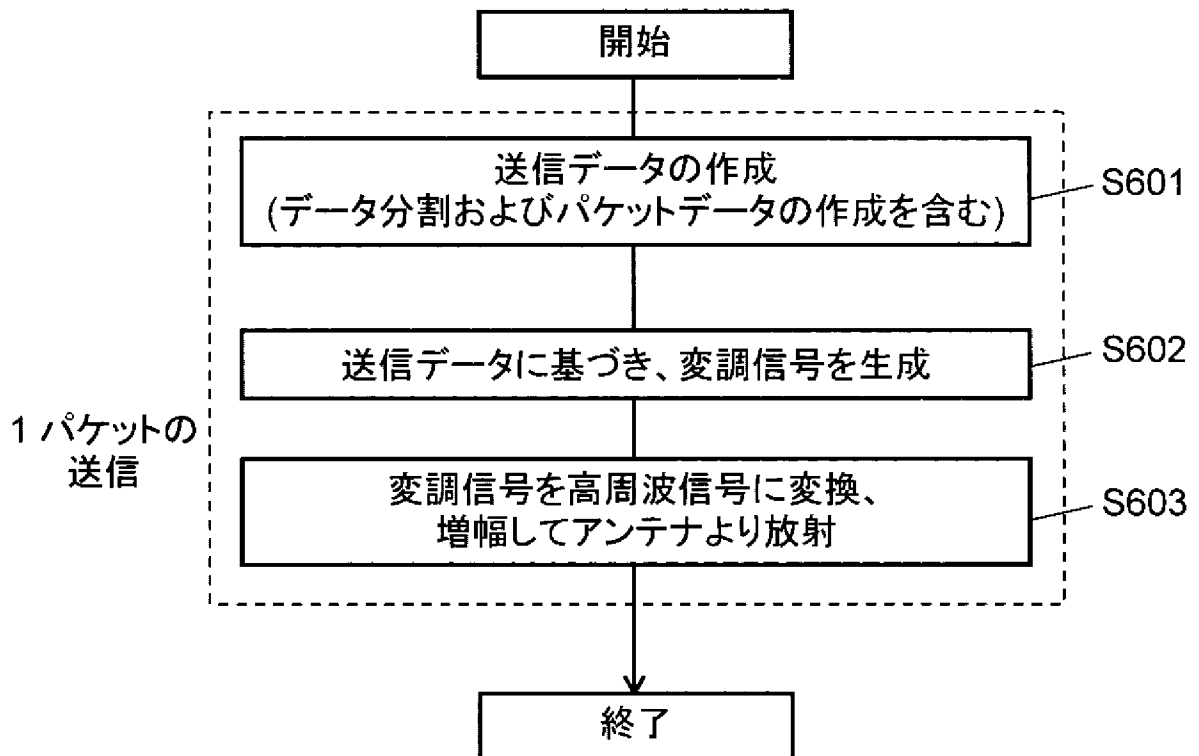 開始
送信データの作成
(データ分割およびパケットデータの作成を含む)
S601
送信データに基づき、変調信号を生成
S602
1 パケットの
送信
変調信号を高周波信号に変換、
増幅してアンテナより放射
S603
終了